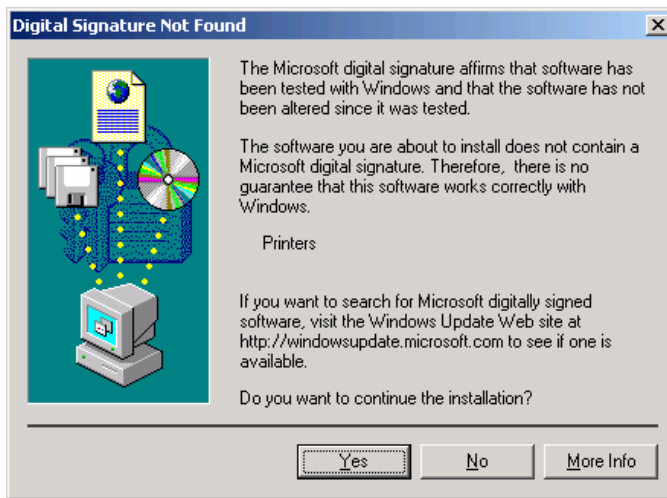 Digital Signature Not Found
The Microsoft digital signature affirms that software has
been tested with Windows and that the software has not
been altered since it was tested.
The software you are about to install does not contain a
Microsoft digital signature. Therefore,  there is no
guarantee that this software works correctly with
Windows.
Printers
If you want to search for Microsoft digitally signed
software, visit the Windows Update Web site at
http://windowsupdate.microsoft.com to see if one is
available.
Do you want to continue the installation?
Yes
No
More Info